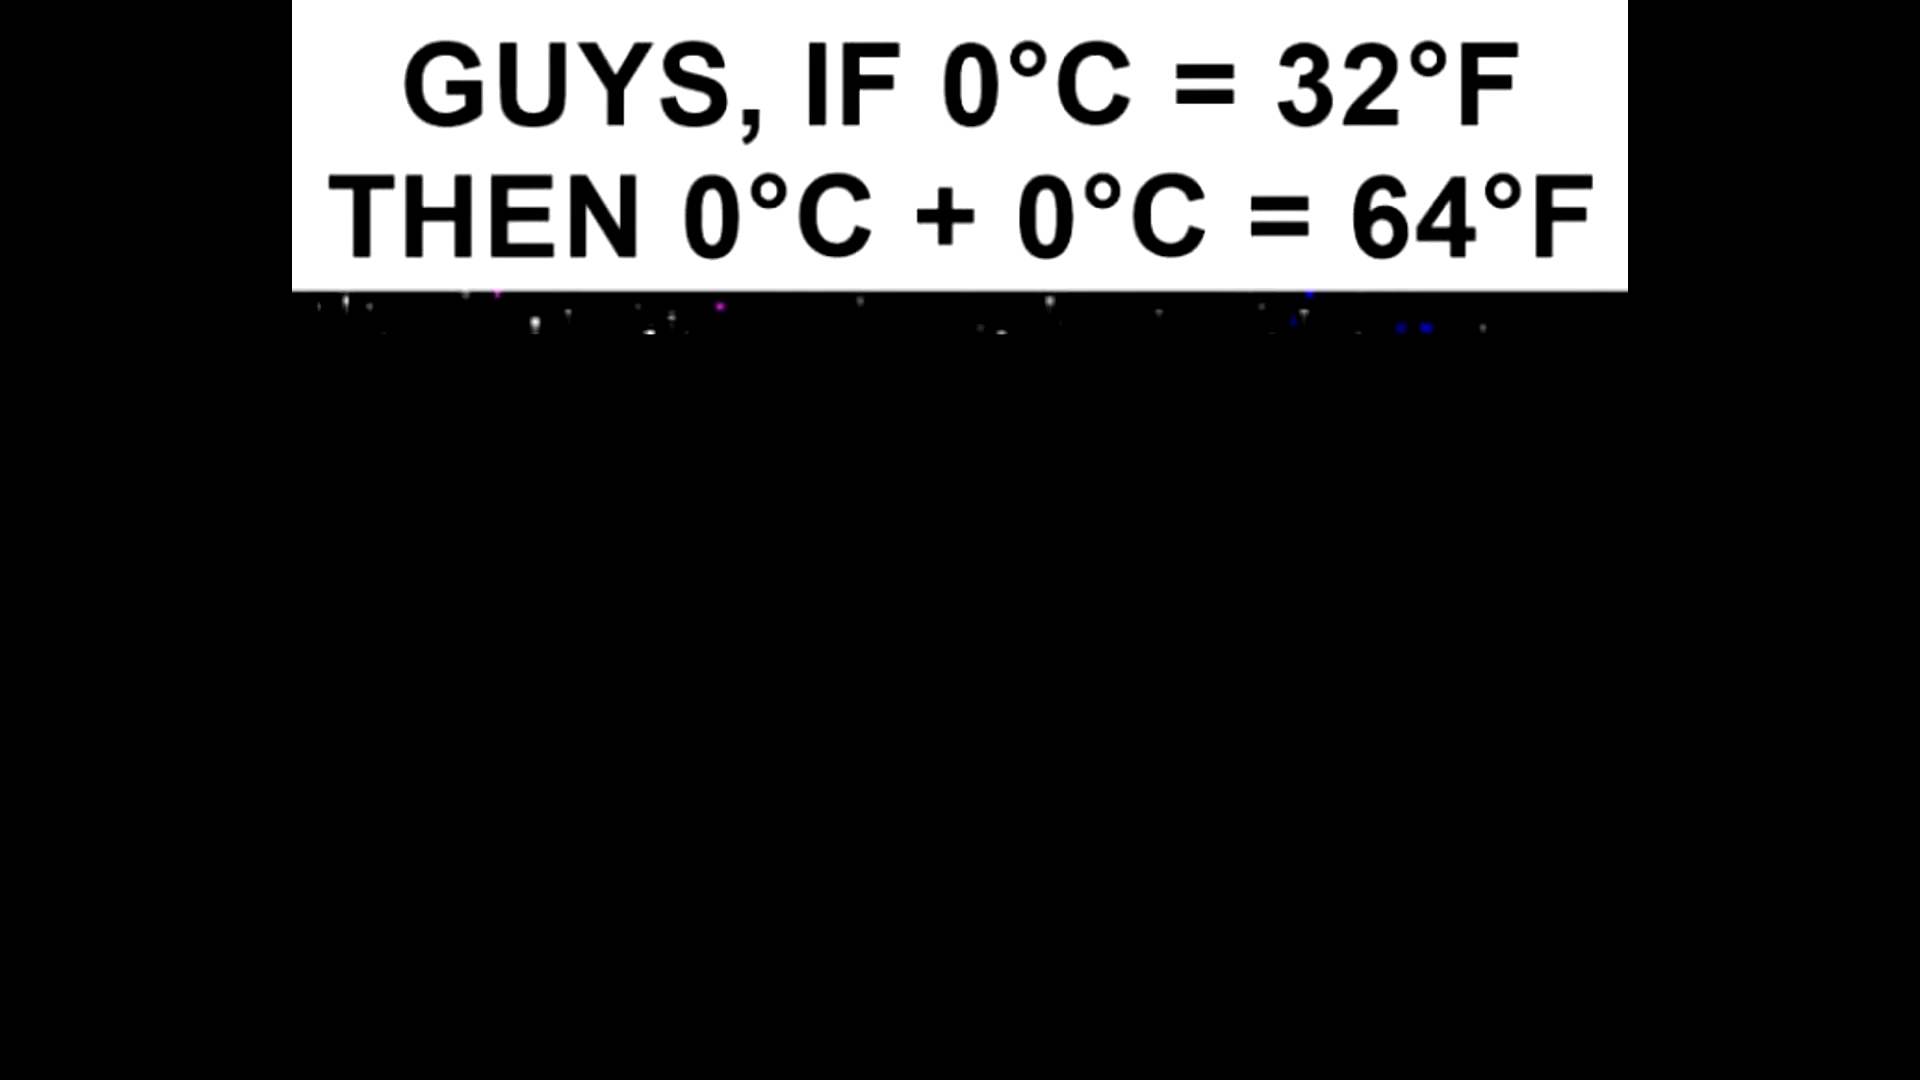 GUYS, IF 0°C = 32°F
THEN 0°C + 0°C = 64°F